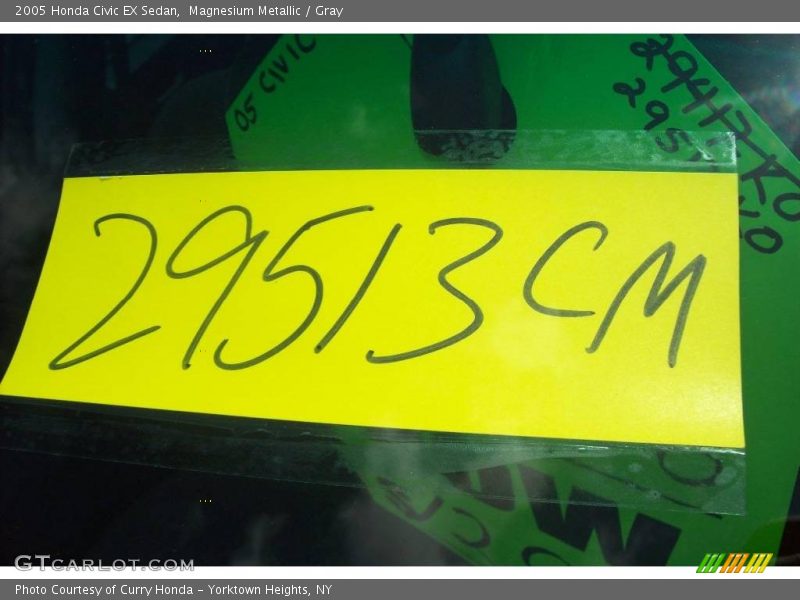 2005 Honda Civic EX Sedan, Magnesium Metallic / Gray
05 CIVIC
29513CM
GTCARLOT.COM
Photo Courtesy of Curry Honda - Yorktown Heights, NY